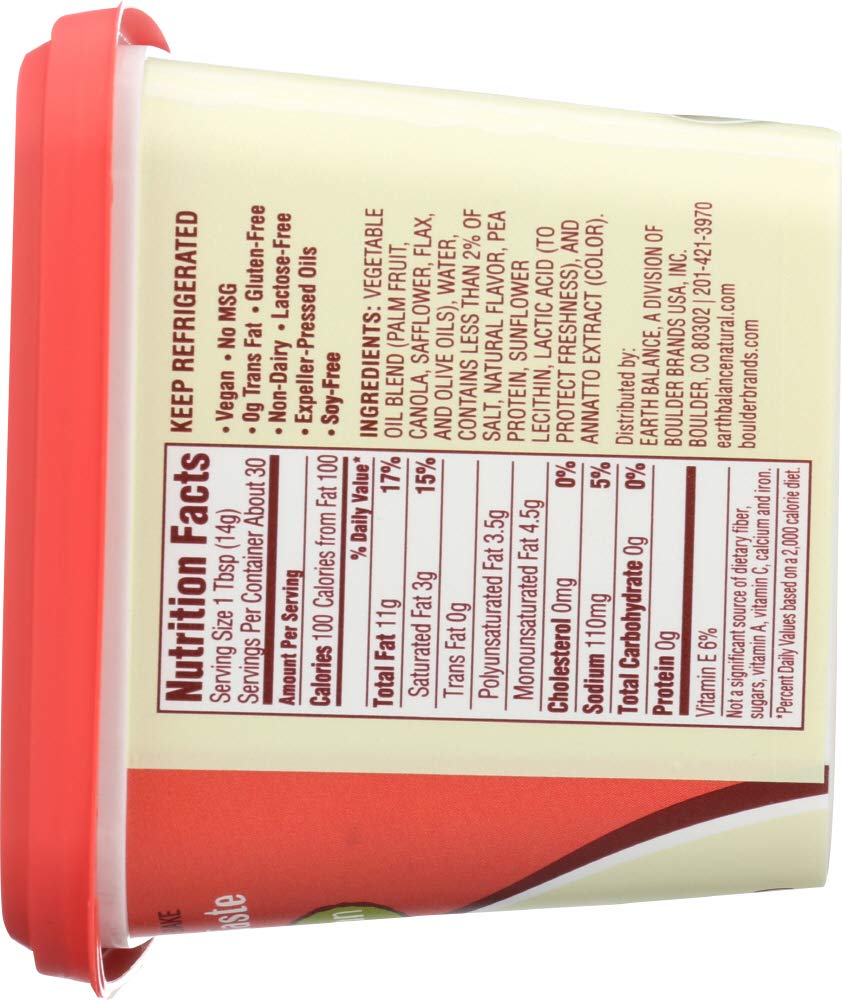 Nutrition Facts
Serving Size 1 Tbsp (14g)
Servings Per Container About 30
Amount Per Serving
Calories 100 Calories from Fat 100
% Daily Value*
Total Fat 11g 17%
Saturated Fat 3g 15%
Trans Fat 0g
Polyunsaturated Fat 3.5g
Monounsaturated Fat 4.5g
Cholesterol 0mg 0%
Sodium 110mg 5%
Total Carbohydrate 0g 0%
Protein 0g
Vitamin E 6%
Not a significant source of dietary fiber,
sugars, vitamin A, vitamin C, calcium and iron.
*Percent Daily Values based on a 2,000 calorie diet.
KEEP REFRIGERATED
• Vegan • No MSG
• 0g Trans Fat • Gluten-Free
• Non-Dairy • Lactose-Free
• Expeller-Pressed Oils
• Soy-Free
INGREDIENTS: VEGETABLE
OIL BLEND (PALM FRUIT,
CANOLA, SAFFLOWER, FLAX,
AND OLIVE OILS), WATER,
CONTAINS LESS THAN 2% OF
SALT, NATURAL FLAVOR, PEA
PROTEIN, SUNFLOWER
LECITHIN, LACTIC ACID (TO
PROTECT FRESHNESS), AND
ANNATTO EXTRACT (COLOR).
Distributed by:
EARTH BALANCE, A DIVISION OF
BOULDER BRANDS USA, INC.
BOULDER, CO 80302 | 201-421-3970
earthbalancenatural.com
boulderbrands.com